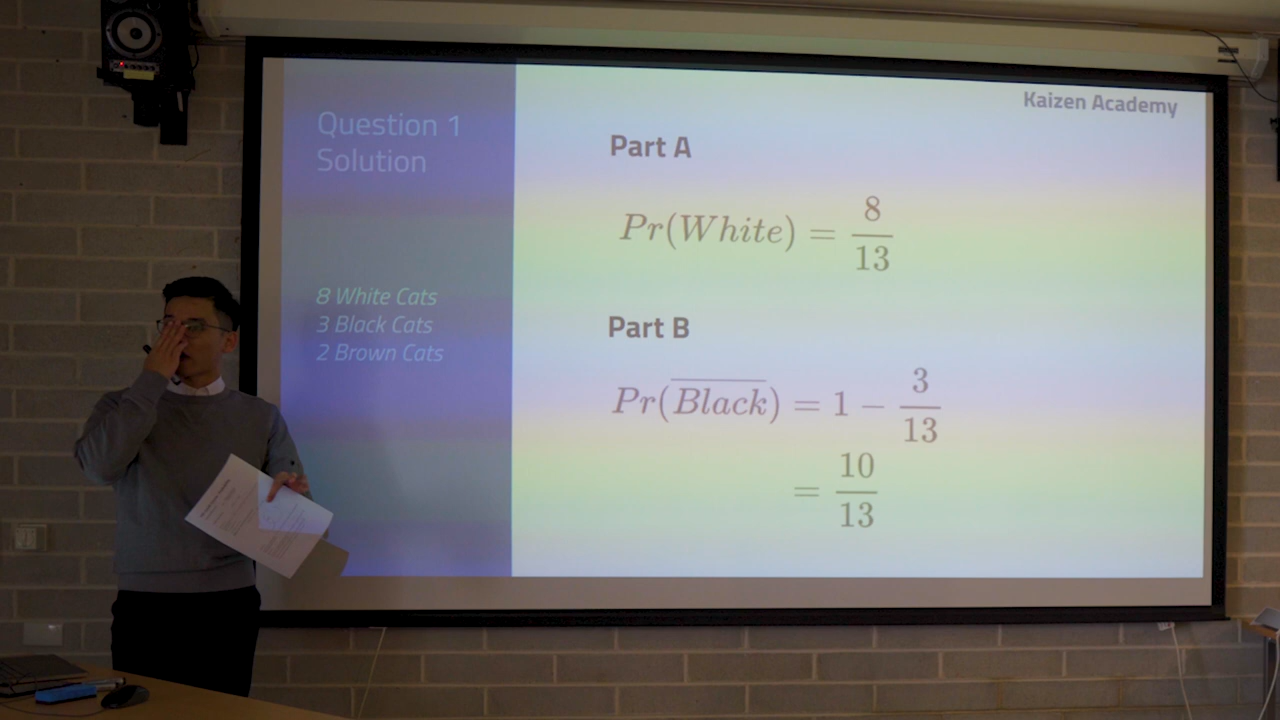 Kaizen Academy
Question 1
Solution
8 White Cats
3 Black Cats
2 Brown Cats
Part A
Pr(White) = 8/13
Part B
Pr(\overline{Black}) = 1 − 3/13
= 10/13